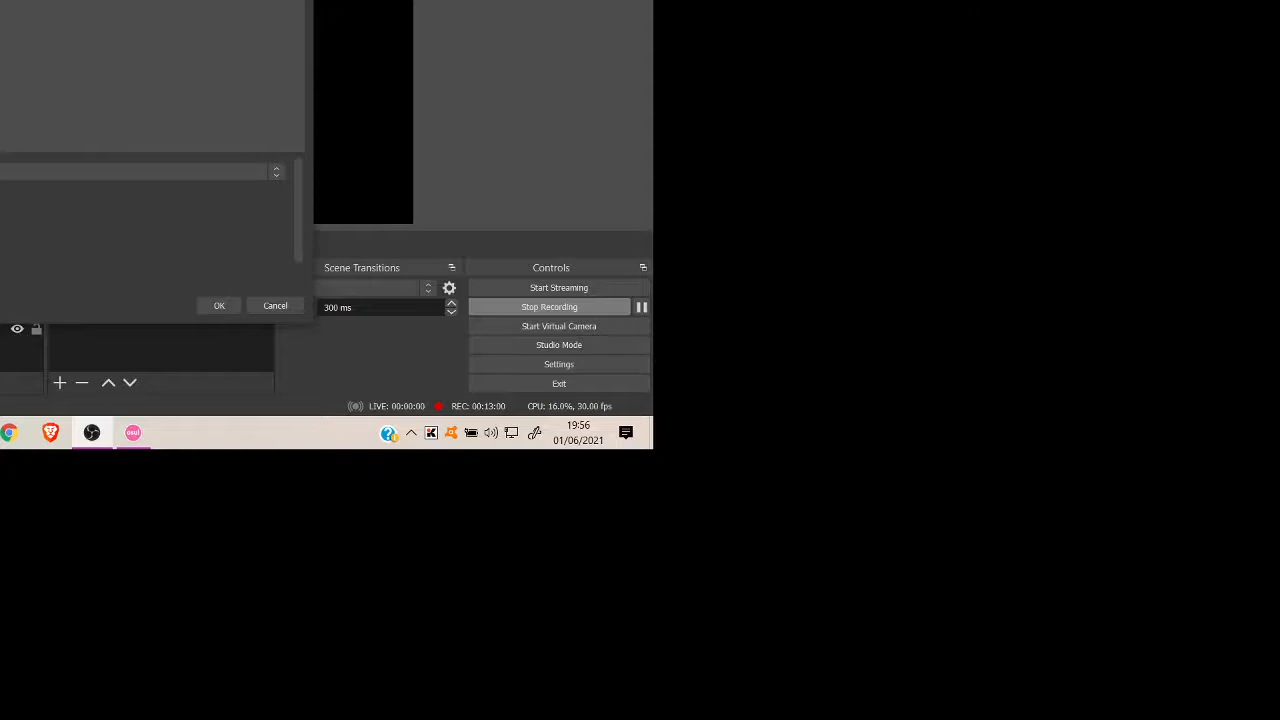 Scene Transitions
Controls
Start Streaming
OK
Cancel
300 ms
Stop Recording
Start Virtual Camera
Studio Mode
Settings
Exit
LIVE: 00:00:00
REC: 00:13:00
CPU: 16.0%, 30.00 fps
osu!
19:56
01/06/2021